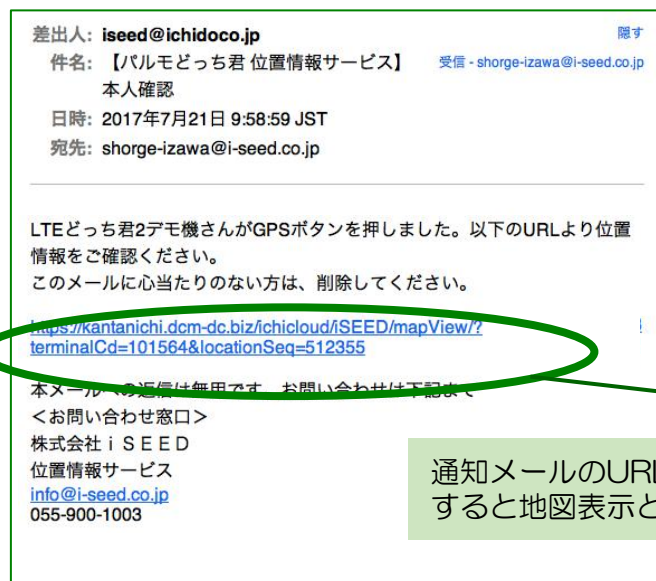 差出人: iseed@ichidoco.jp 隠す
件名: 【パルモどっち君 位置情報サービス】 受信 - shorge-izawa@i-seed.co.jp
本人確認
日時: 2017年7月21日 9:58:59 JST
宛先: shorge-izawa@i-seed.co.jp
LTEどっち君2デモ機さんがGPSボタンを押しました。以下のURLより位置
情報をご確認ください。
このメールに心当たりのない方は、削除してください。
https://kantanichi.dcm-dc.biz/ichicloud/iSEED/mapView/?
terminalCd=101564&locationSeq=512355
本メールへの返信は無用です。お問い合わせは下記まで
<お問い合わせ窓口>
株式会社ｉＳＥＥＤ
位置情報サービス
info@i-seed.co.jp
055-900-1003
通知メールのURL
すると地図表示と